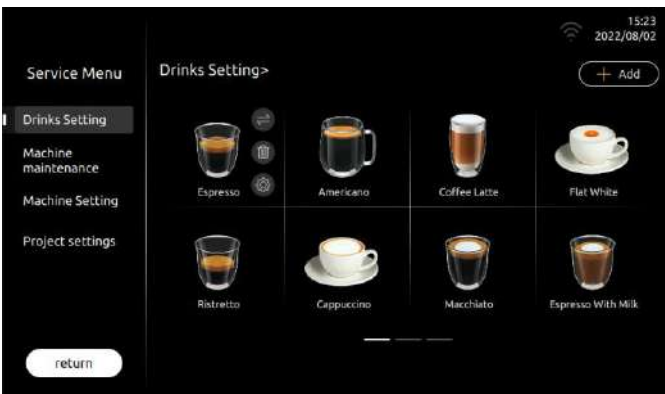 15:23
2022/08/02
Service Menu
Drinks Setting>
+ Add
Drinks Setting
Machine
maintenance
Machine Setting
Project settings
Espresso
Americano
Coffee Latte
Flat White
Ristretto
Cappuccino
Macchiato
Espresso With Milk
return